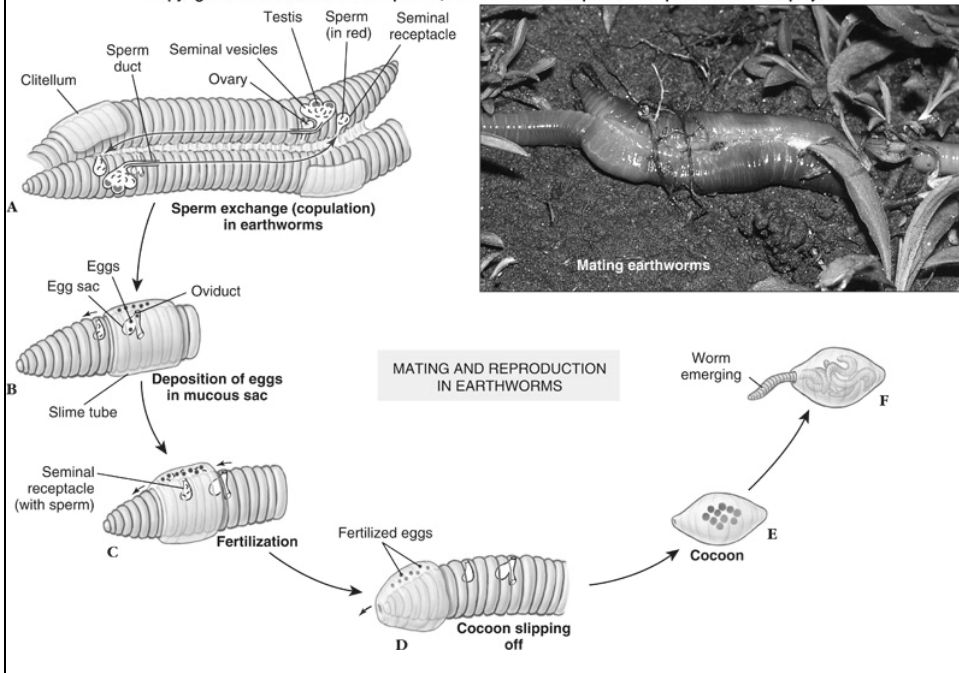 Testis
Sperm
(in red)
Seminal
receptacle
Seminal vesicles
Sperm
duct
Ovary
Clitellum
A
Sperm exchange (copulation)
in earthworms
Mating earthworms
Eggs
Egg sac
Oviduct
B
Deposition of eggs
in mucous sac
Slime tube
MATING AND REPRODUCTION
IN EARTHWORMS
Worm
emerging
F
Seminal
receptacle
(with sperm)
C
Fertilization
Fertilized eggs
D
Cocoon slipping
off
E
Cocoon